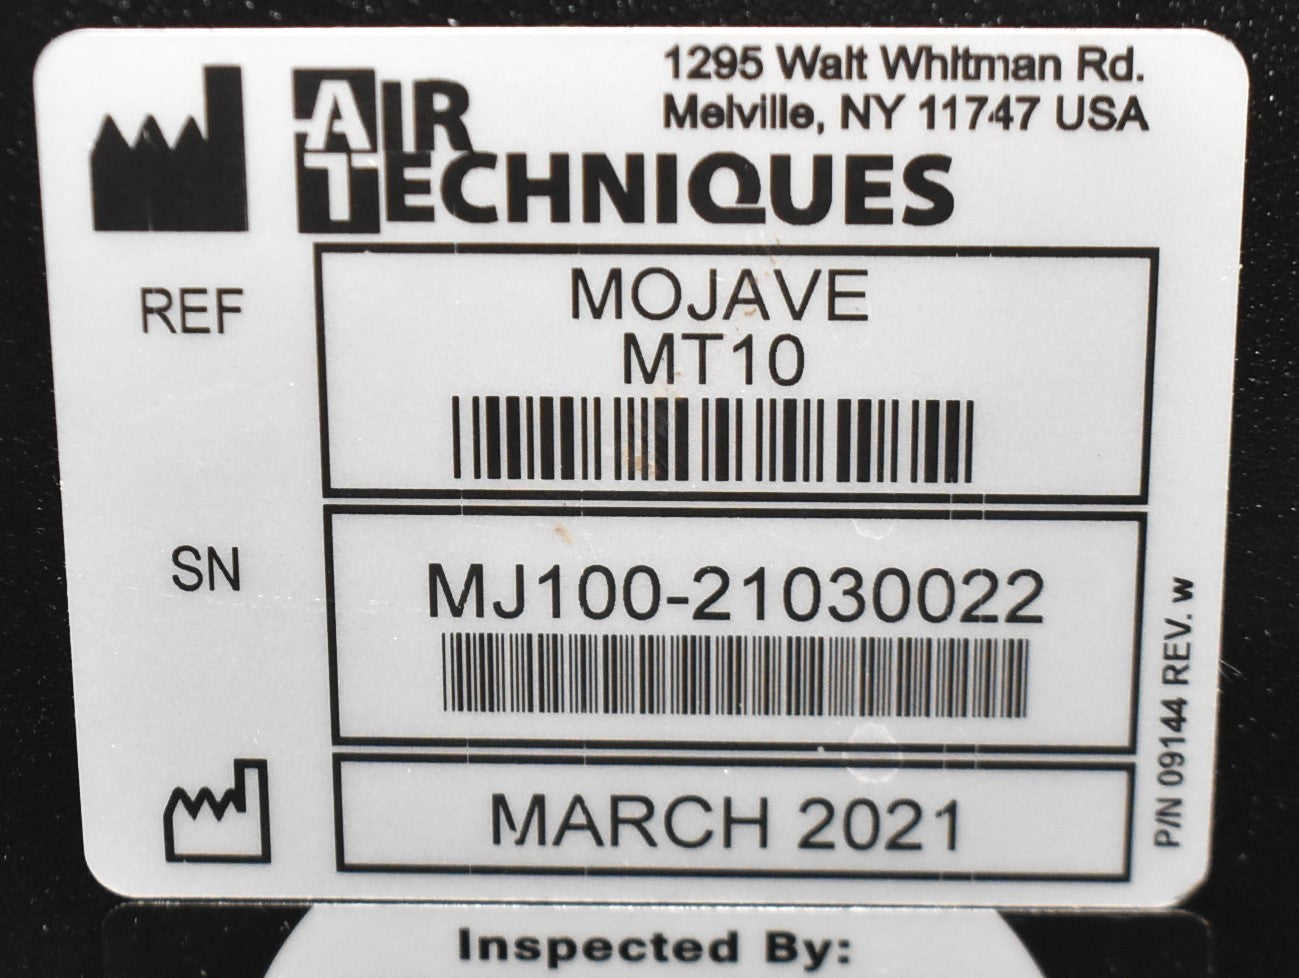 AIR
TECHNIQUES
1295 Walt Whitman Rd.
Melville, NY 11747 USA
REF
MOJAVE
MT10
SN
MJ100-21030022
MARCH 2021
P/N 09144 REV. W
Inspected By: